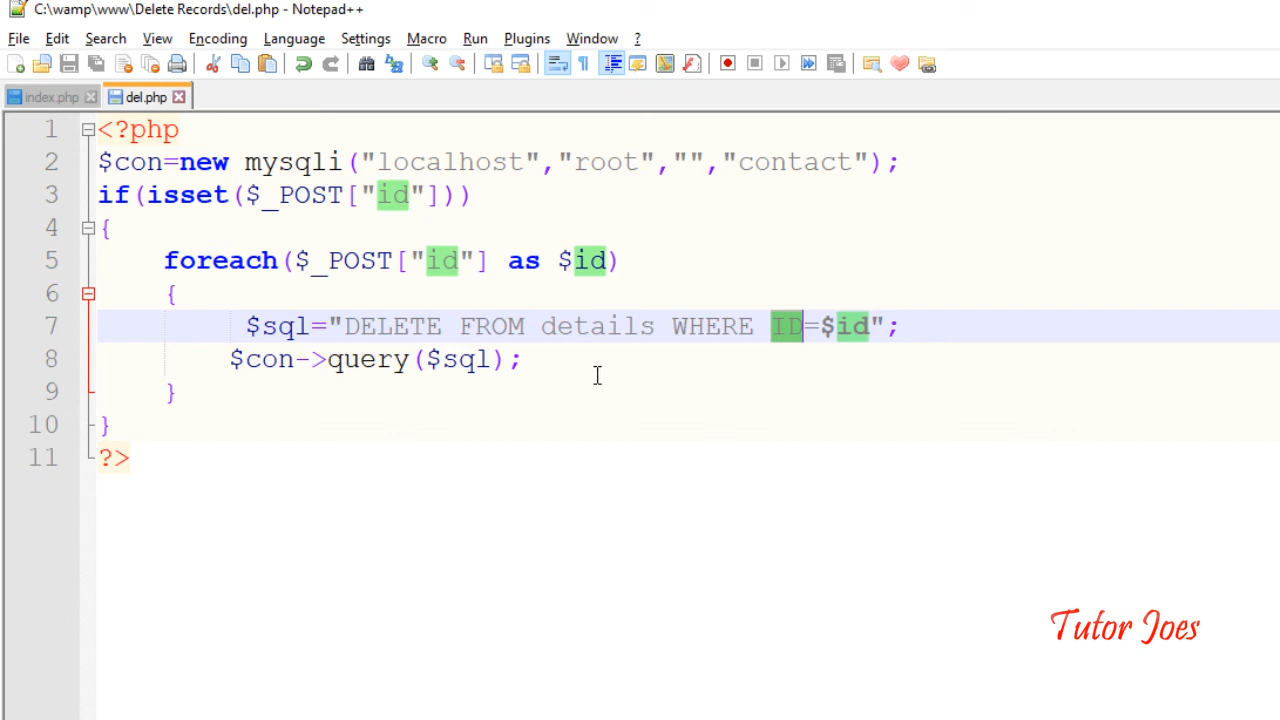 C:\wamp\www\Delete Records\del.php - Notepad++
File Edit Search View Encoding Language Settings Macro Run Plugins Window ?
index.php del.php
1 <?php
2 $con=new mysqli("localhost","root","","contact");
3 if(isset($_POST["id"]))
4 {
5 foreach($_POST["id"] as $id)
6 {
7 $sql="DELETE FROM details WHERE ID=$id";
8 $con->query($sql);
9 }
10 }
11 ?>
Tutor Joes